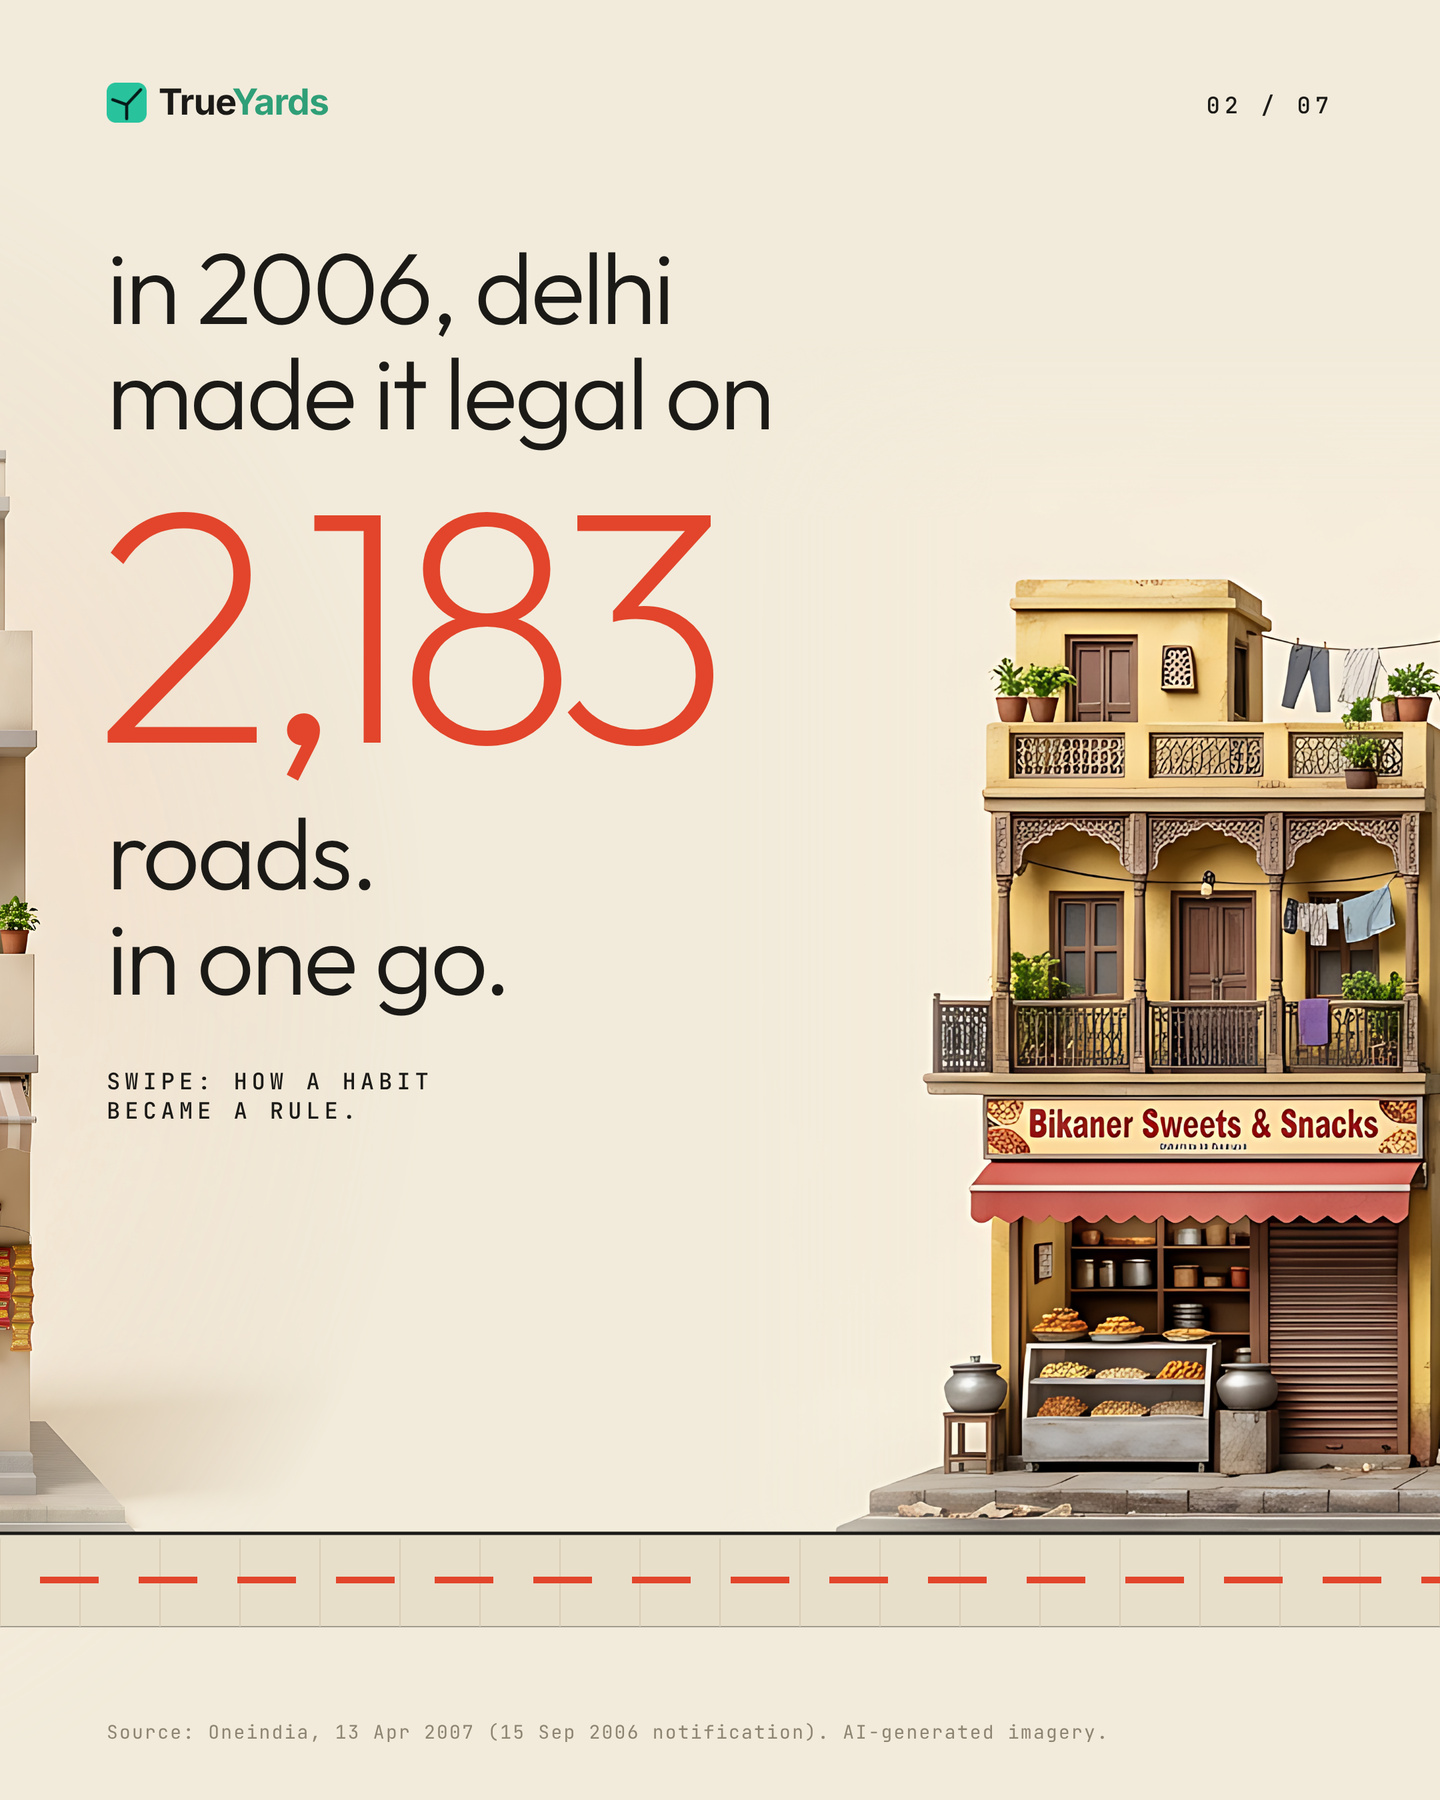 TrueYards
02 / 07
in 2006, delhi
made it legal on
2,183
roads.
in one go.
SWIPE: HOW A HABIT
BECAME A RULE.
Bikaner Sweets & Snacks
Source: Oneindia, 13 Apr 2007 (15 Sep 2006 notification). AI-generated imagery.